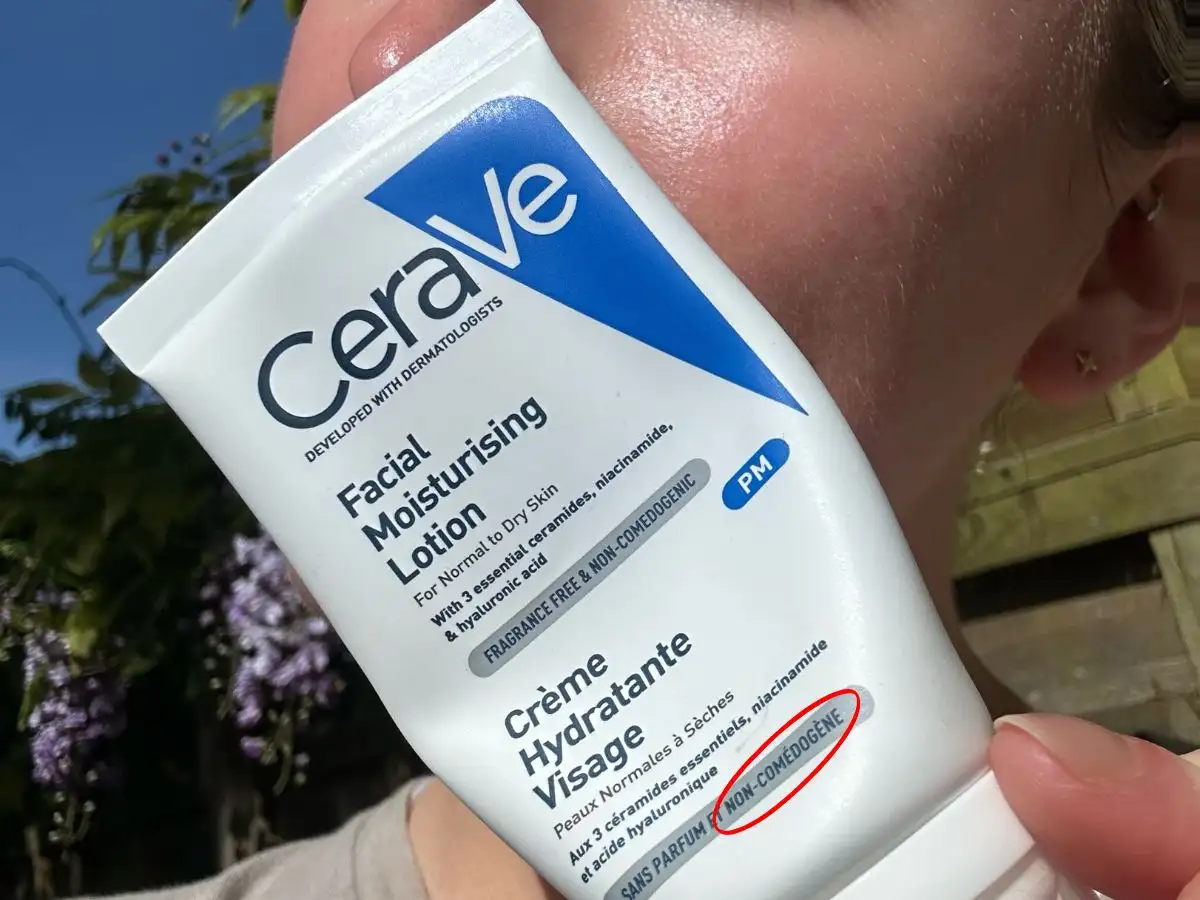 CeraVe
DEVELOPED WITH DERMATOLOGISTS
Facial
Moisturising
Lotion
For Normal to Dry Skin
With 3 essential ceramides, niacinamide,
& hyaluronic acid
FRAGRANCE FREE & NON-COMEDOGENIC
PM
Crème
Hydratante
Visage
Peaux Normales à Sèches
Aux 3 céramides essentiels, niacinamide
et acide hyaluronique
SANS PARFUM ET NON-COMÉDOGÈNE